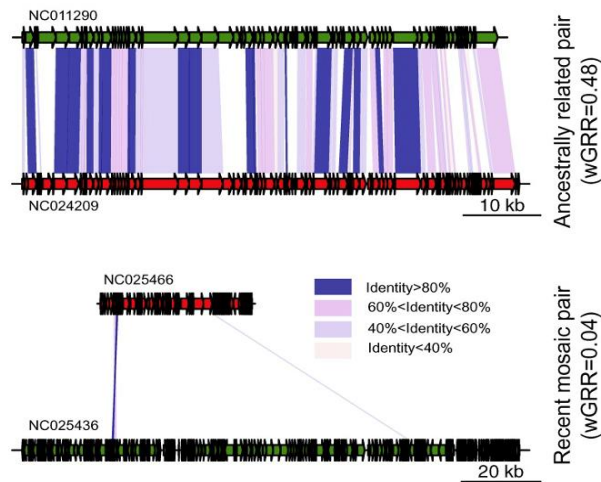 NC011290
NC024209
10 kb
Ancestrally related pair
(wGRR=0.48)
NC025466
Identity>80%
60%<Identity<80%
40%<Identity<60%
Identity<40%
NC025436
20 kb
Recent mosaic pair
(wGRR=0.04)